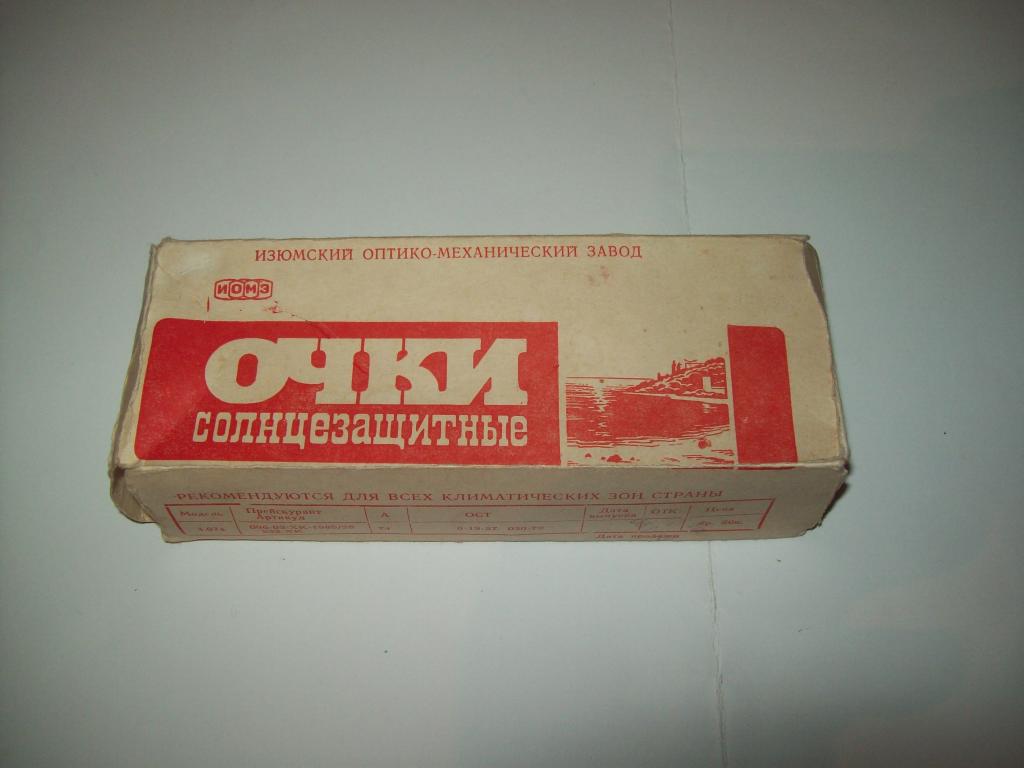 ИЗЮМСКИЙ ОПТИКО-МЕХАНИЧЕСКИЙ ЗАВОД
ИОМЗ
ОЧКИ
СОЛНЦЕЗАЩИТНЫЕ
РЕКОМЕНДУЮТСЯ ДЛЯ ВСЕХ КЛИМАТИЧЕСКИХ ЗОН СТРАНЫ
Модель Прейскурант Артикул А ОСТ Дата выпуска ОТК Цена
Дата продажи